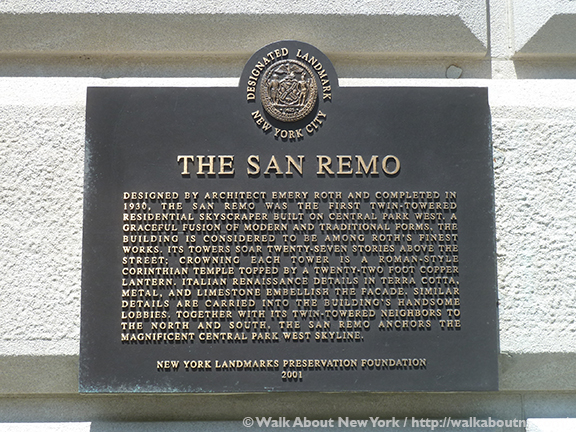 DESIGNATED LANDMARK
NEW YORK CITY
THE SAN REMO
DESIGNED BY ARCHITECT EMERY ROTH AND COMPLETED IN
1930, THE SAN REMO WAS THE FIRST TWIN-TOWERED
RESIDENTIAL SKYSCRAPER BUILT ON CENTRAL PARK WEST. A
GRACEFUL FUSION OF MODERN AND TRADITIONAL FORMS, THE
BUILDING IS CONSIDERED TO BE AMONG ROTH'S FINEST
WORKS. ITS TOWERS SOAR TWENTY-SEVEN STORIES ABOVE THE
STREET; CROWNING EACH TOWER IS A ROMAN-STYLE
CORINTHIAN TEMPLE TOPPED BY A TWENTY-TWO FOOT COPPER
LANTERN. ITALIAN RENAISSANCE DETAILS IN TERRA COTTA,
METAL, AND LIMESTONE EMBELLISH THE FACADE. SIMILAR
DETAILS ARE CARRIED INTO THE BUILDING'S HANDSOME
LOBBIES. TOGETHER WITH ITS TWIN-TOWERED NEIGHBORS TO
THE NORTH AND SOUTH, THE SAN REMO ANCHORS THE
MAGNIFICENT CENTRAL PARK WEST SKYLINE.
NEW YORK LANDMARKS PRESERVATION FOUNDATION
2001
© Walk About New York / http://walkaboutn